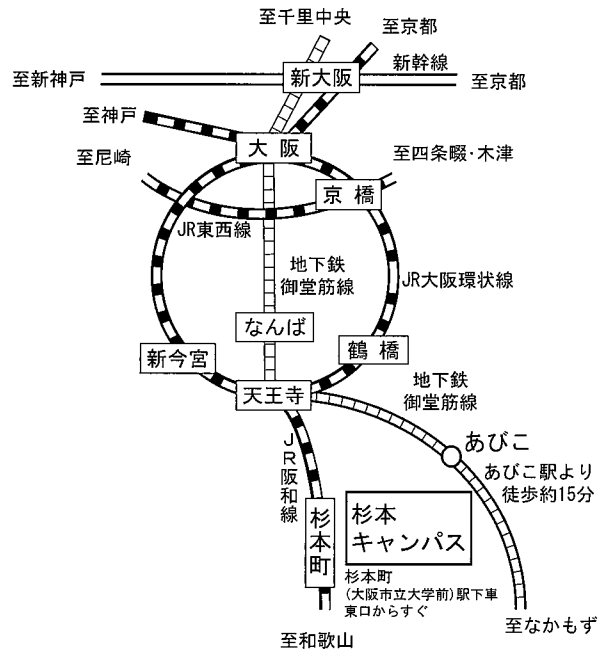 至千里中央
至京都
新幹線
至新神戸
新大阪
至京都
至神戸
大阪
至尼崎
至四条畷・木津
京橋
JR東西線
地下鉄
御堂筋線
JR大阪環状線
なんば
新今宮
鶴橋
天王寺
地下鉄
御堂筋線
JR阪和線
あびこ
あびこ駅より
徒歩約15分
杉本町
杉本
キャンパス
杉本町
(大阪市立大学前)駅下車
東口からすぐ
至和歌山
至なかもず